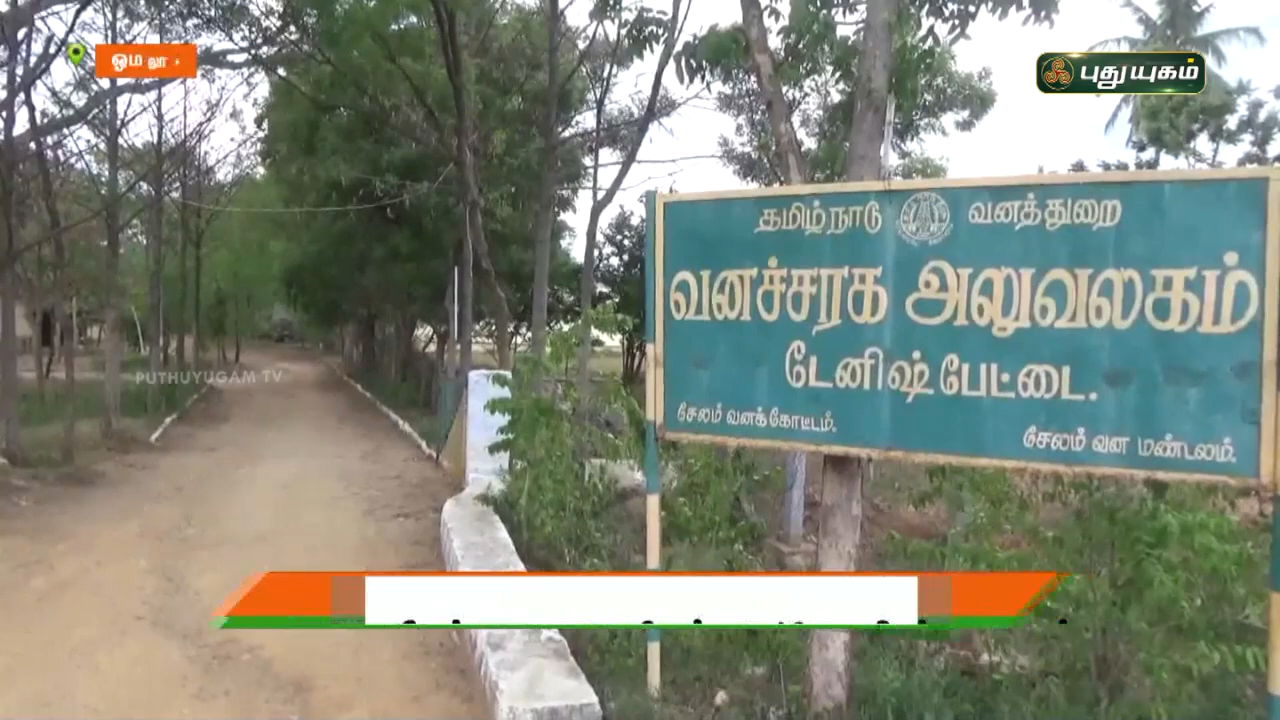 புதுயுகம்
தமிழ்நாடு வனத்துறை
வனச்சரக அலுவலகம்
டேனிஷ்பேட்டை.
சேலம் வனக்கோட்டம்.
சேலம் வன மண்டலம்.
PUTHUYUGAM TV